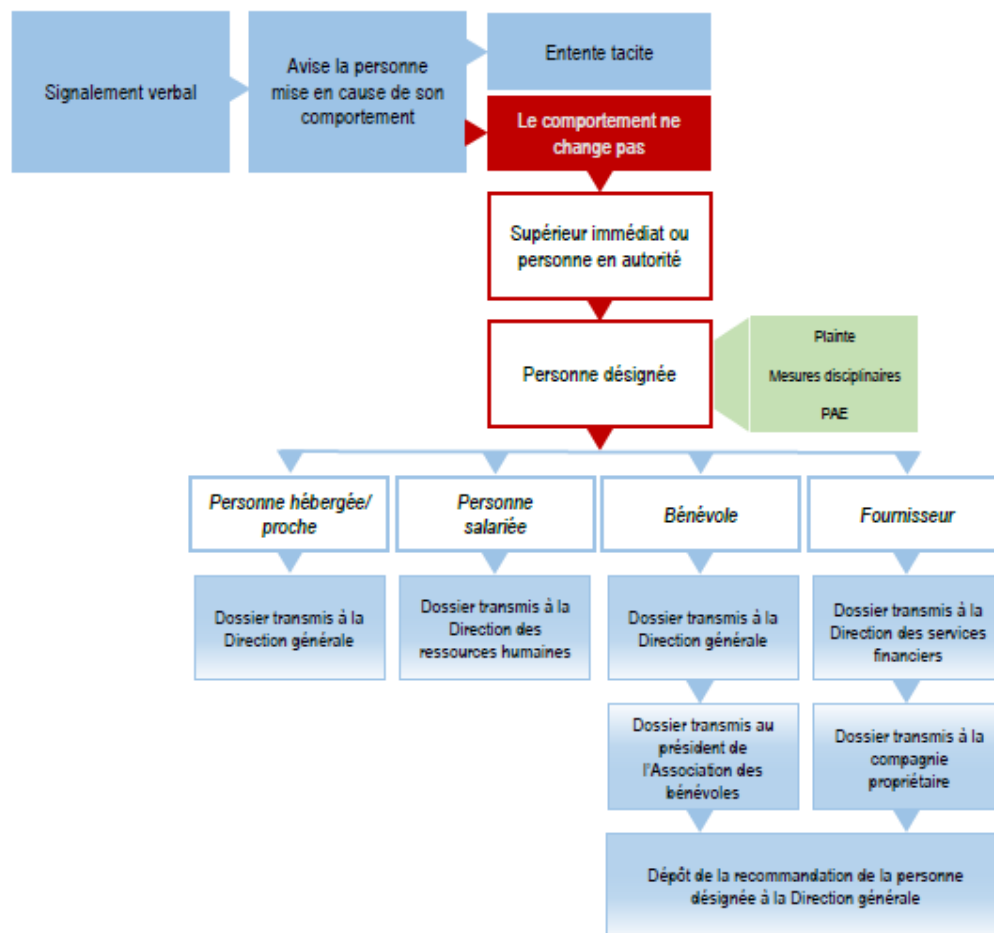 Signalement verbal
Avise la personne
mise en cause de son
comportement
Entente tacite
Le comportement ne
change pas
Supérieur immédiat ou
personne en autorité
Personne désignée
Plainte
Mesures disciplinaires
PAE
Personne hébergée/
proche
Personne
salariée
Bénévole
Fournisseur
Dossier transmis à la
Direction générale
Dossier transmis à la
Direction des
ressources humaines
Dossier transmis à la
Direction générale
Dossier transmis à la
Direction des services
financiers
Dossier transmis au
président de
l'Association des
bénévoles
Dossier transmis à la
compagnie
propriétaire
Dépôt de la recommandation de la personne
désignée à la Direction générale